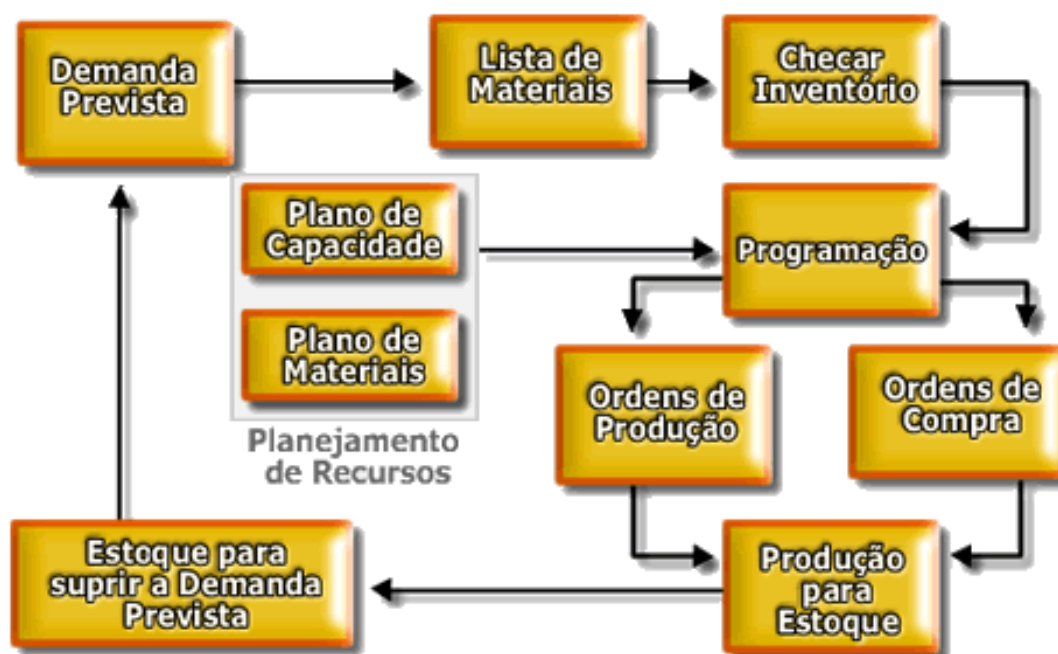 Demanda
Prevista
Lista de
Materiais
Checar
Inventório
Plano de
Capacidade
Programação
Plano de
Materiais
Planejamento
de Recursos
Ordens de
Produção
Ordens de
Compra
Estoque para
suprir a Demanda
Prevista
Produção
para
Estoque